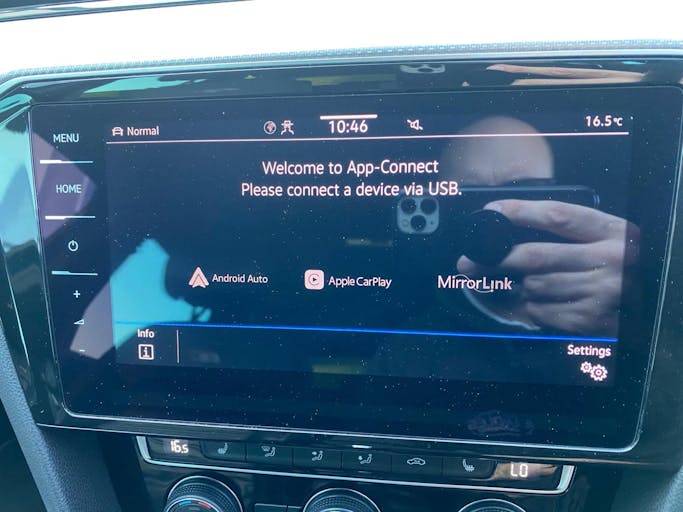 Normal
10:46
16.5°C
MENU
HOME
Welcome to App-Connect
Please connect a device via USB.
Android Auto
Apple CarPlay
MirrorLink
Info
Settings
16.5
LO